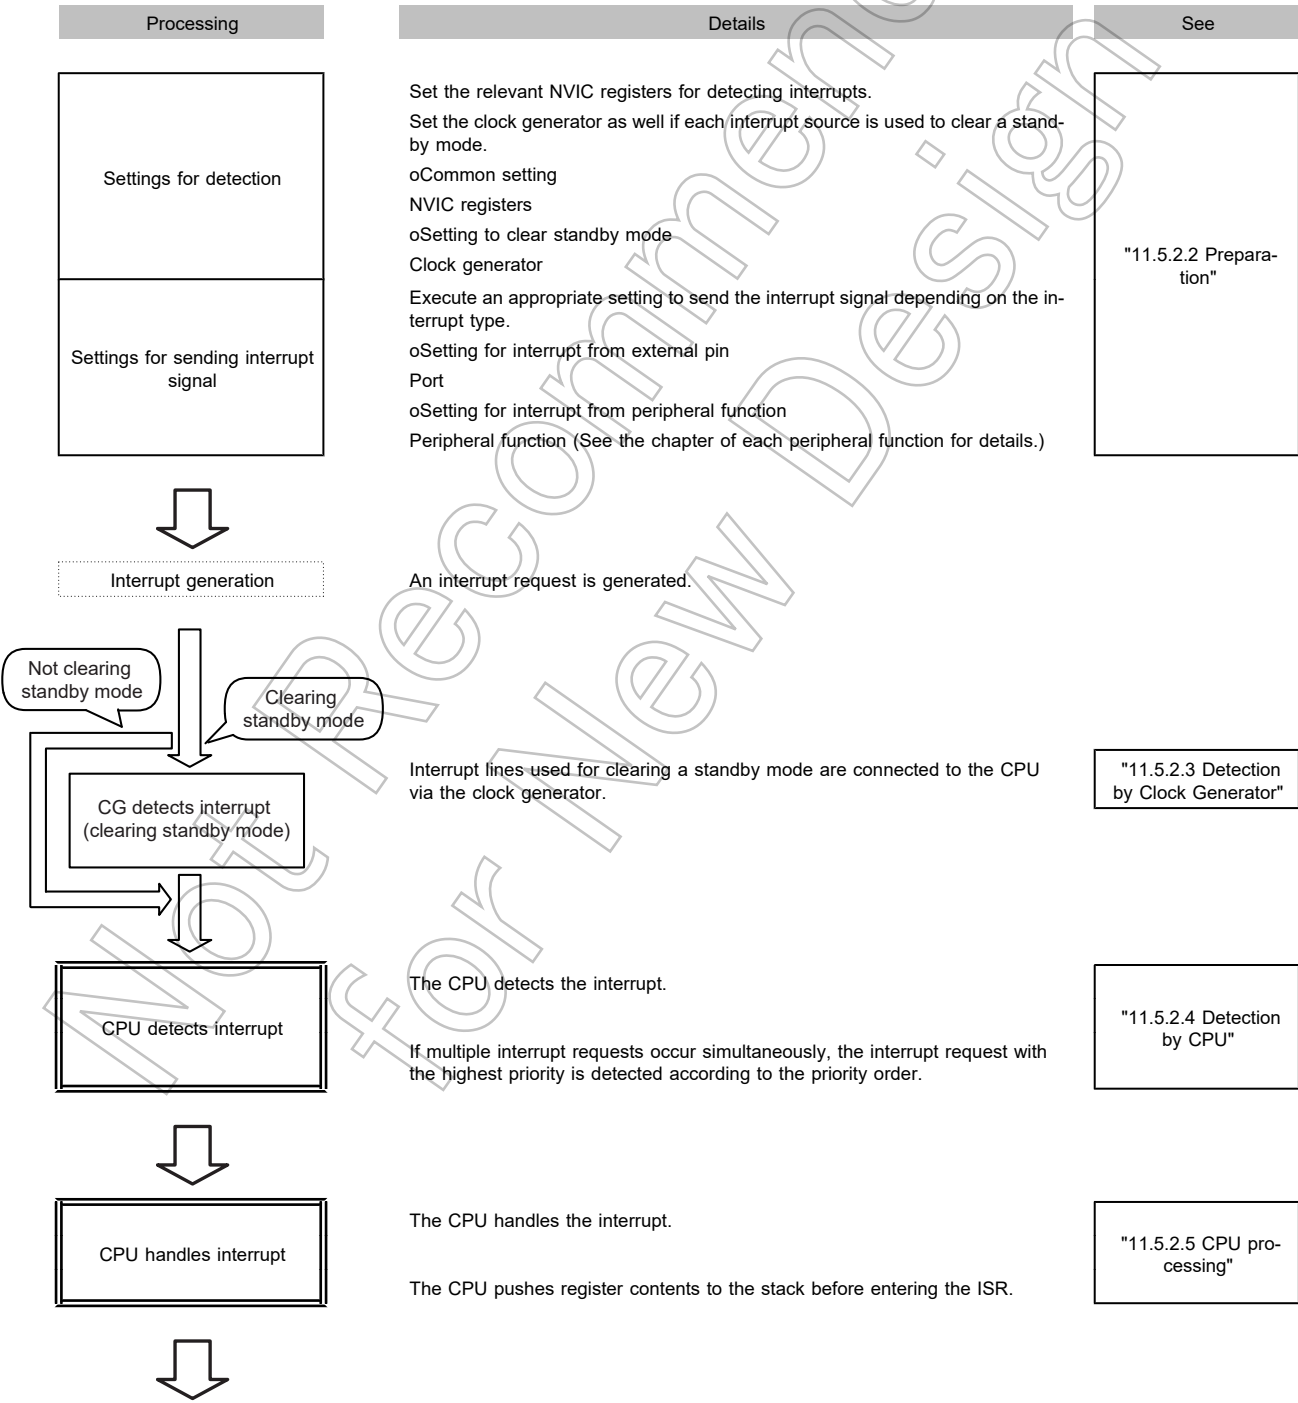 Processing
Details
See
Settings for detection
Set the relevant NVIC registers for detecting interrupts.
Set the clock generator as well if each interrupt source is used to clear a stand-
by mode.
oCommon setting
NVIC registers
oSetting to clear standby mode
Clock generator
"11.5.2.2 Prepara-
tion"
Settings for sending interrupt
signal
Execute an appropriate setting to send the interrupt signal depending on the in-
terrupt type.
oSetting for interrupt from external pin
Port
oSetting for interrupt from peripheral function
Peripheral function (See the chapter of each peripheral function for details.)
Interrupt generation
An interrupt request is generated.
Not clearing
standby mode
Clearing
standby mode
CG detects interrupt
(clearing standby mode)
Interrupt lines used for clearing a standby mode are connected to the CPU
via the clock generator.
"11.5.2.3 Detection
by Clock Generator"
CPU detects interrupt
The CPU detects the interrupt.
If multiple interrupt requests occur simultaneously, the interrupt request with
the highest priority is detected according to the priority order.
"11.5.2.4 Detection
by CPU"
CPU handles interrupt
The CPU handles the interrupt.
The CPU pushes register contents to the stack before entering the ISR.
"11.5.2.5 CPU pro-
cessing"
Not Recommen
for New Design